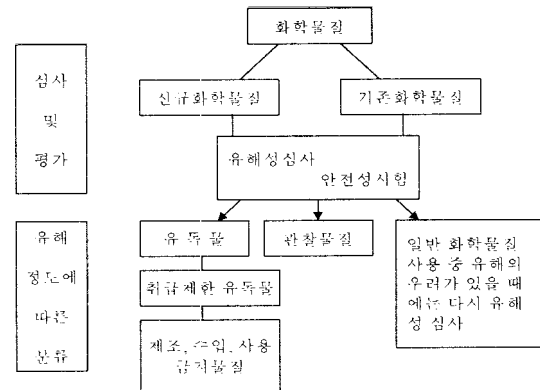 화학물질
심사
및
평가
신규화학물질
기존화학물질
유해성심사
안전성시험
유해
정도에
따른
분류
유독물
관찰물질
일반 화학물질
사용 중 유해의
우려가 있을 때
에는 다시 유해
성 심사
취급제한 유독물
제조, 수입, 사용
금지물질